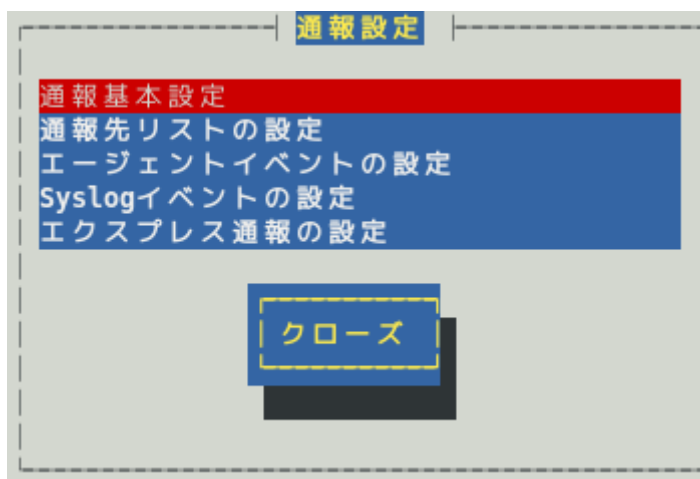 通報設定
通報基本設定
通報先リストの設定
エージェントイベントの設定
Syslogイベントの設定
エクスプレス通報の設定
クローズ